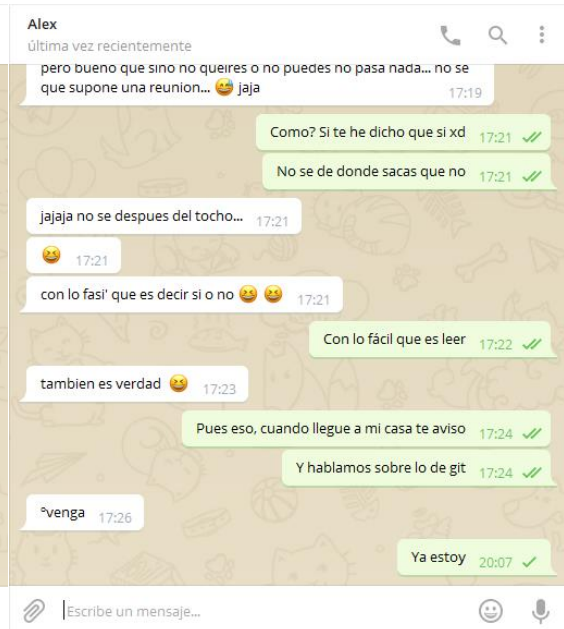 Alex
última vez recientemente
pero bueno que sino no queires o no puedes no pasa nada... no se
que supone una reunion... 😅 jaja
17:19
Como? Si te he dicho que si xd 17:21
No se de donde sacas que no 17:21
jajaja no se despues del tocho... 17:21
😆 17:21
con lo fasi' que es decir si o no 😆 😆 17:21
Con lo fácil que es leer 17:22
tambien es verdad 😆 17:23
Pues eso, cuando llegue a mi casa te aviso 17:24
Y hablamos sobre lo de git 17:24
ºvenga 17:26
Ya estoy 20:07
Escribe un mensaje...